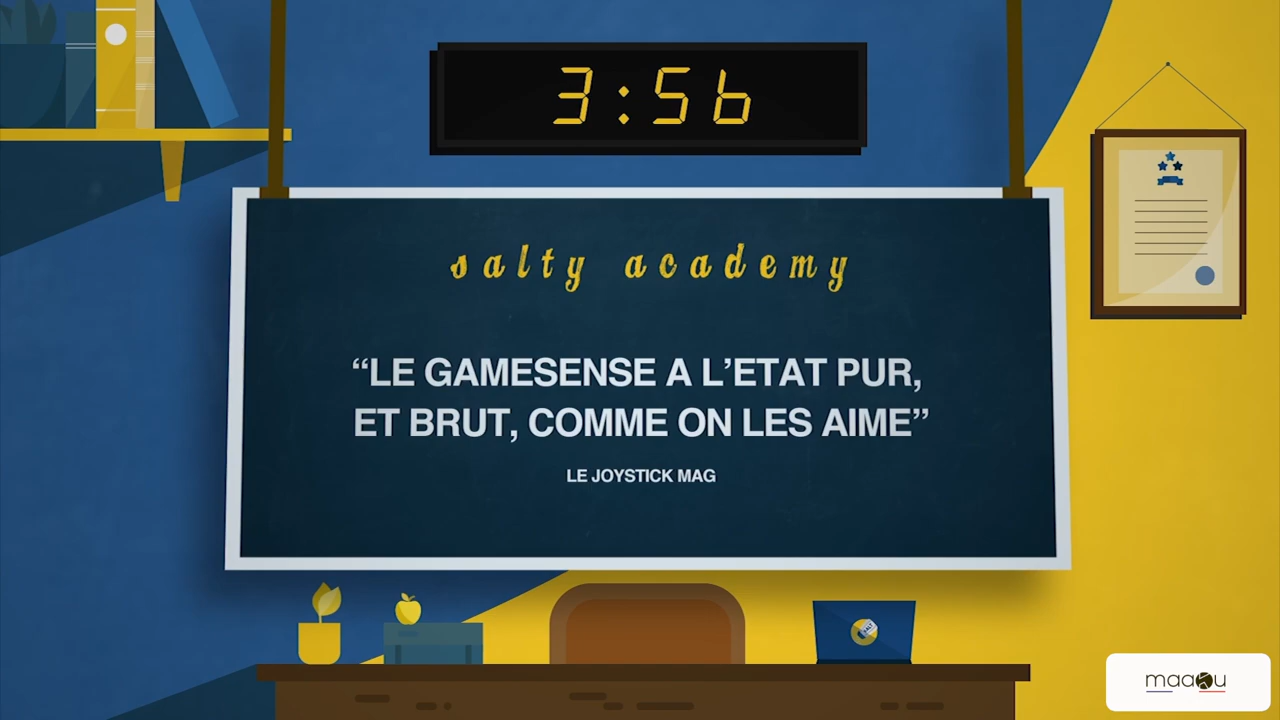 3:56
salty academy
“LE GAMESENSE A L’ETAT PUR,
ET BRUT, COMME ON LES AIME”
LE JOYSTICK MAG
maaku